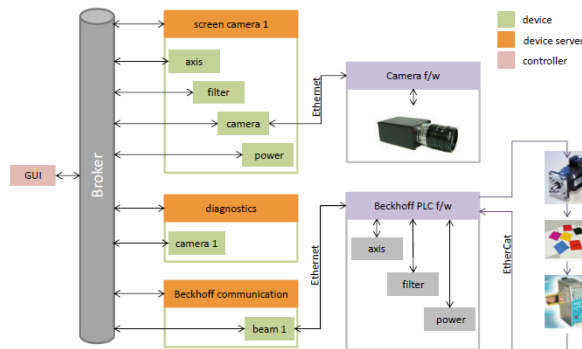 screen camera 1
axis
filter
camera
power
device
device server
controller
Ethernet
Camera f/w
GUI
Broker
diagnostics
camera 1
Ethernet
Beckhoff PLC f/w
axis
filter
power
EtherCat
Beckhoff communication
beam 1